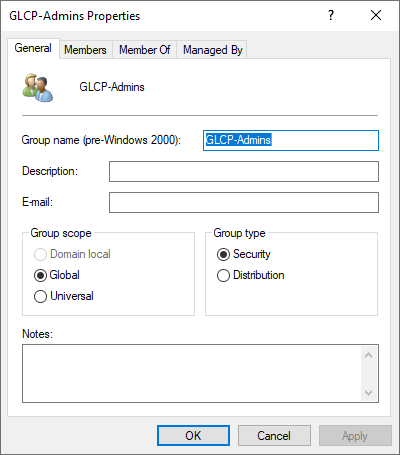 GLCP-Admins Properties
?
General Members Member Of Managed By
GLCP-Admins
Group name (pre-Windows 2000): GLCP-Admins
Description:
E-mail:
Group scope
Domain local
Global
Universal
Group type
Security
Distribution
Notes:
OK Cancel Apply